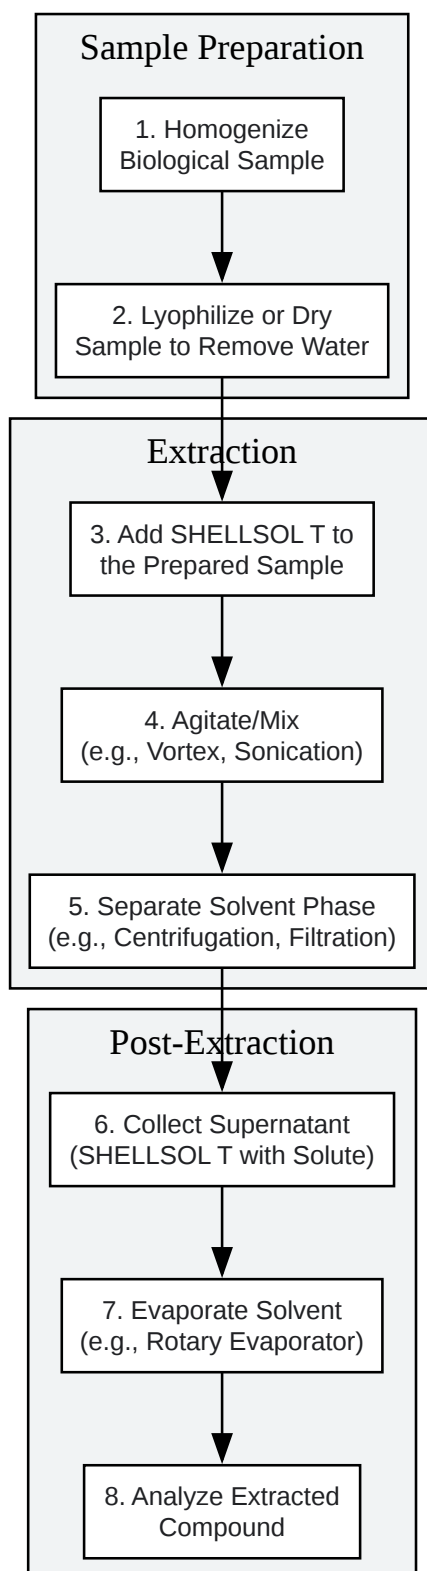 Sample Preparation
1. Homogenize
Biological Sample
2. Lyophilize or Dry
Sample to Remove Water
Extraction
3. Add SHELLSOL T to
the Prepared Sample
4. Agitate/Mix
(e.g., Vortex, Sonication)
5. Separate Solvent Phase
(e.g., Centrifugation, Filtration)
Post-Extraction
6. Collect Supernatant
(SHELLSOL T with Solute)
7. Evaporate Solvent
(e.g., Rotary Evaporator)
8. Analyze Extracted
Compound